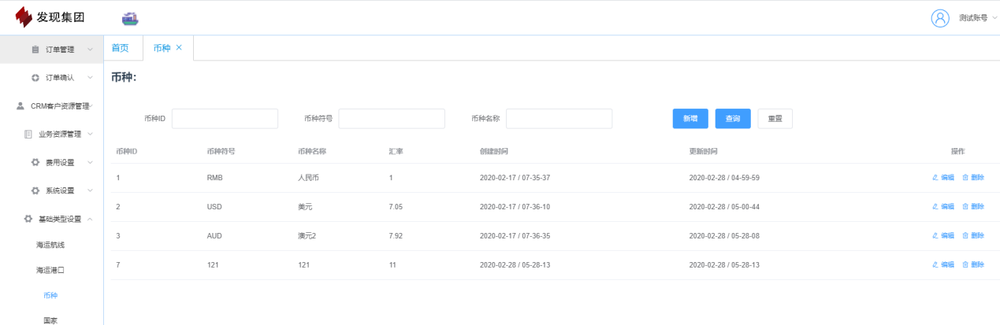 发现集团
测试账号
订单管理
订单确认
CRM客户资源管理
业务资源管理
费用设置
系统设置
基础类型设置
海运航线
海运港口
币种
国家
首页 币种 ×
币种:
币种ID 币种符号 币种名称 新增 查询 重置
币种ID 币种符号 币种名称 汇率 创建时间 更新时间 操作
1 RMB 人民币 1 2020-02-17 / 07-35-37 2020-02-28 / 04-59-59 编辑 删除
2 USD 美元 7.05 2020-02-17 / 07-36-10 2020-02-28 / 05-00-44 编辑 删除
3 AUD 澳元2 7.92 2020-02-17 / 07-36-35 2020-02-28 / 05-28-08 编辑 删除
7 121 121 11 2020-02-28 / 05-28-13 2020-02-28 / 05-28-13 编辑 删除